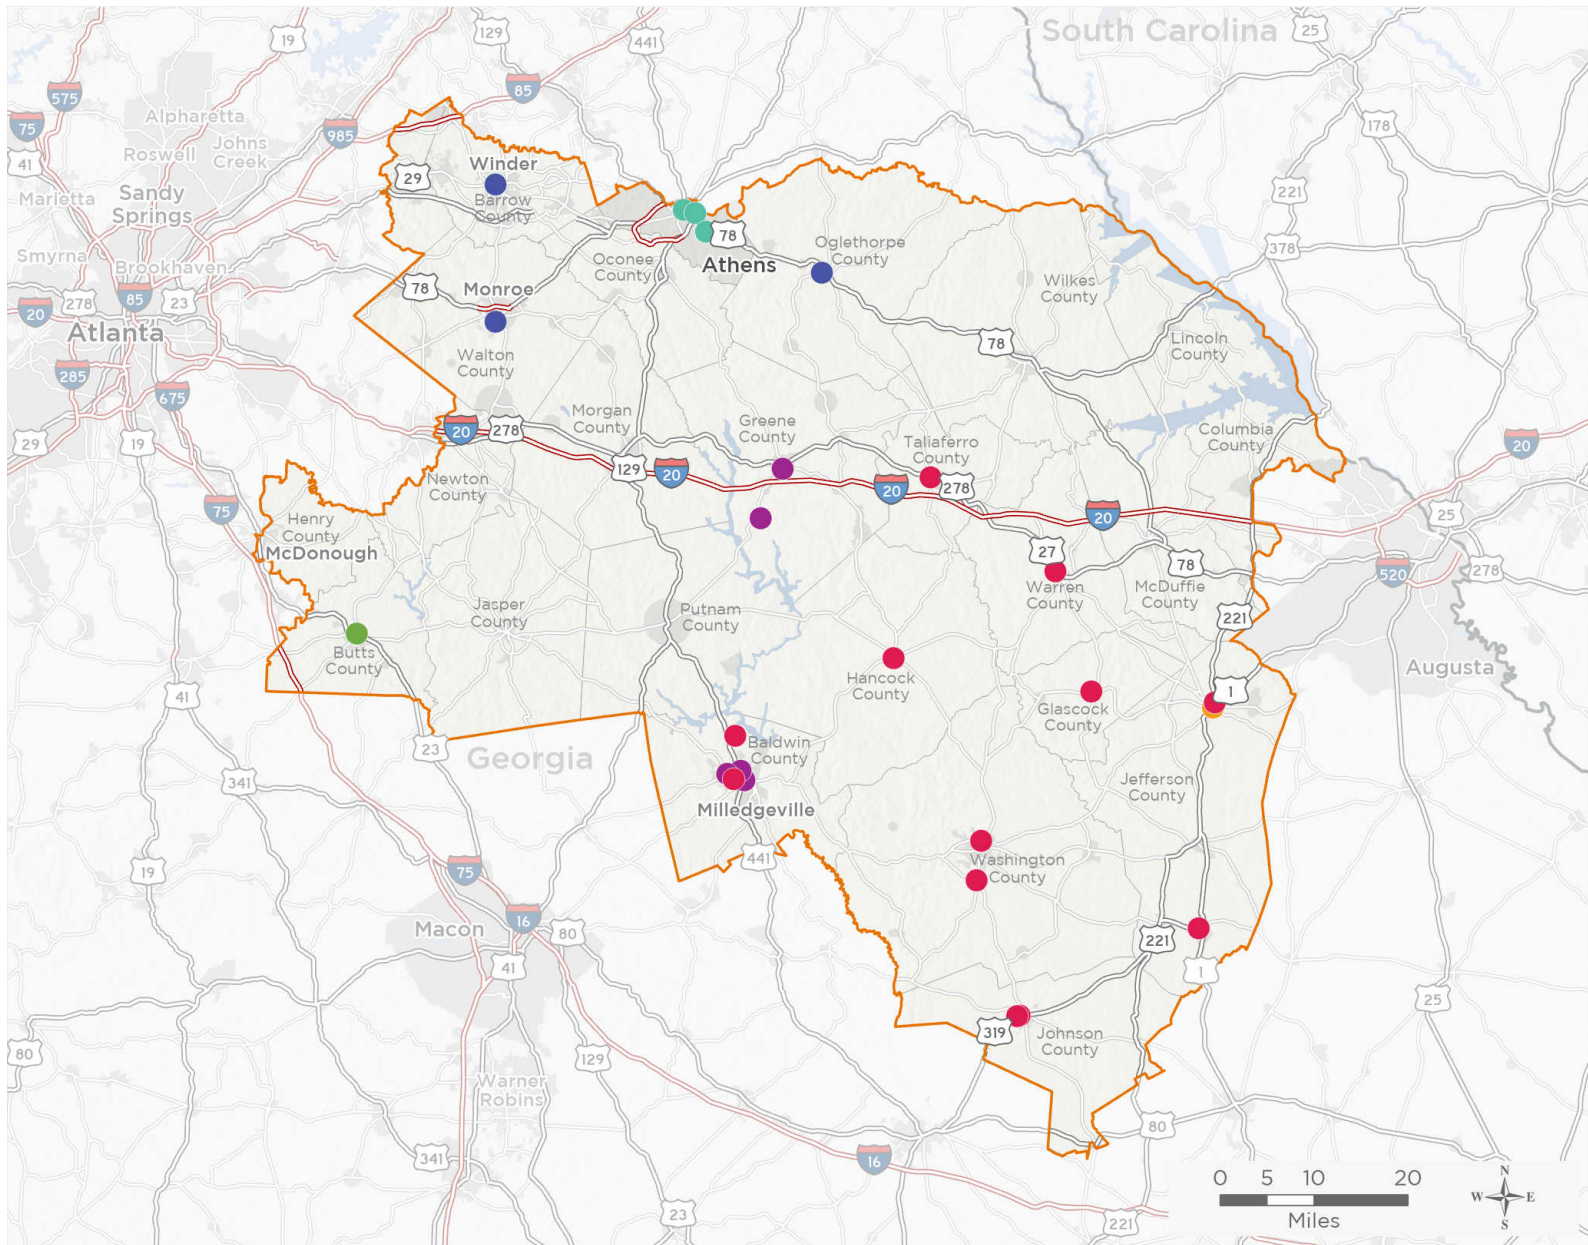 South Carolina
19
129
441
25
575
85
Alpharetta
75
985
178
Roswell
Johns
Creek
41
Winder
29
Marietta
Sandy
Springs
Barrow
County
221
78
Oglethorpe
County
378
Smyrna
Brookhaven
Oconee
County
Athens
Wilkes
County
78
Monroe
20
278
85
23
Atlanta
78
Lincoln
County
Walton
County
285
675
Morgan
County
Greene
County
Columbia
County
29
19
20
278
Taliaferro
County
20
129
20
20
278
Newton
County
75
20
25
Henry
County
McDonough
27
78
520
278
Warren
County
McDuffie
County
Jasper
County
Putnam
County
221
Butts
County
Augusta
Hancock
County
41
1
Glascock
County
23
Georgia
Baldwin
County
341
Jefferson
County
Milledgeville
441
19
75
Washington
County
16
Macon
80
221
41
1
25
319
Johnson
County
80
129
Warner
Robins
80
341
16
0 5 10 20
Miles
N
W E
S
23
221